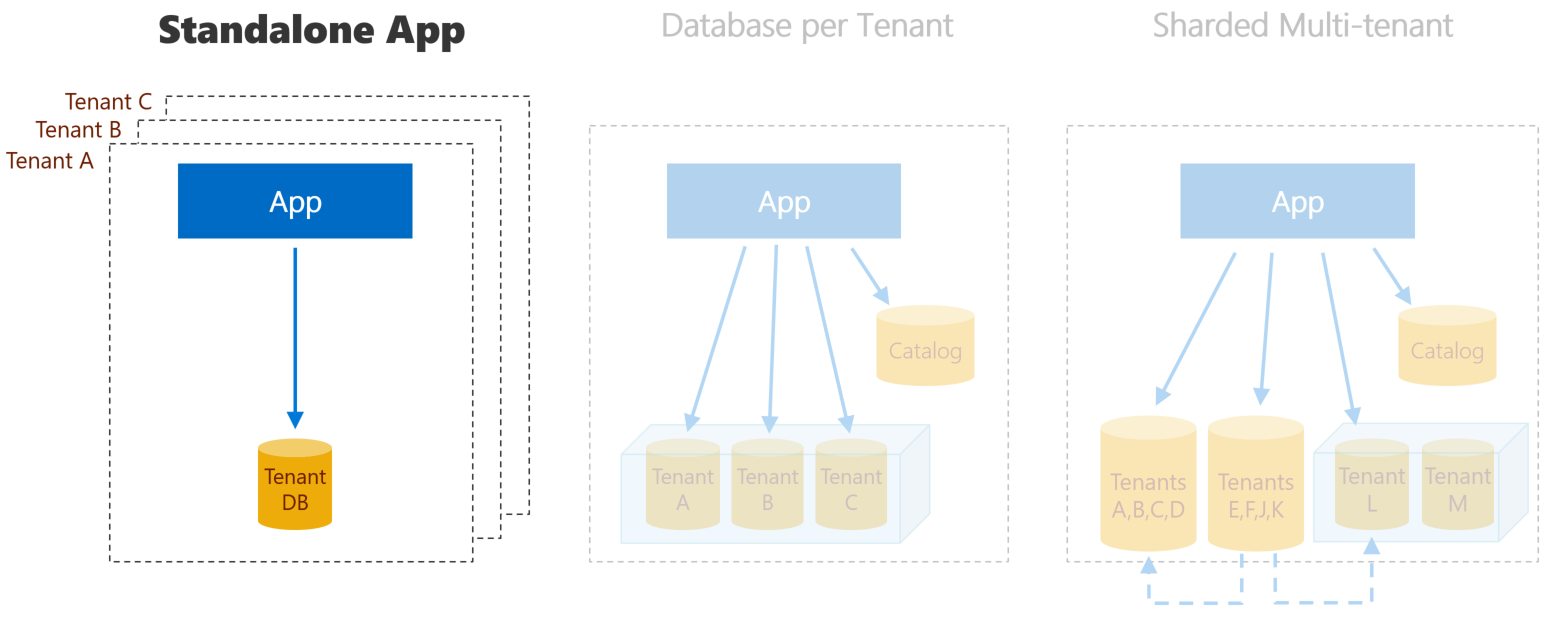 Standalone App
Database per Tenant
Sharded Multi-tenant
Tenant C
Tenant B
Tenant A
App
App
App
Catalog
Catalog
Tenant
DB
Tenant
A
Tenant
B
Tenant
C
Tenants
A,B,C,D
Tenants
E,F,J,K
Tenant
L
Tenant
M